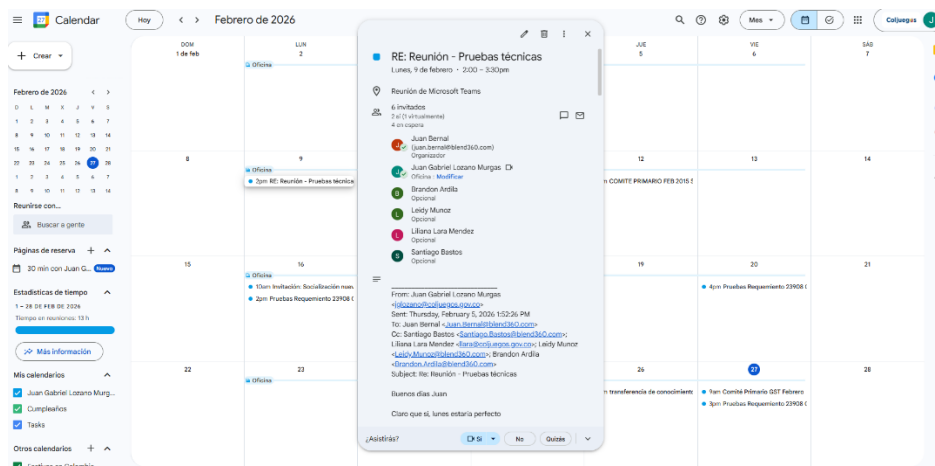 Calendar
Hoy
Febrero de 2026
Mes
Coljuegos
J
Crear
Febrero de 2026
D L M X J V S
1 2 3 4 5 6 7
8 9 10 11 12 13 14
15 16 17 18 19 20 21
22 23 24 25 26 27 28
1 2 3 4 5 6 7
8 9 10 11 12 13 14
Reunirse con...
Buscar a gente
Páginas de reserva
30 min con Juan G... Nuevo
Estadísticas de tiempo
1 – 28 DE FEB DE 2026
Tiempo en reuniones: 13 h
Más información
Mis calendarios
Juan Gabriel Lozano Murg...
Cumpleaños
Tasks
Otros calendarios
Festivos en Colombia
DOM
1 de feb
LUN
2
Oficina
JUE
5
VIE
6
SÁB
7
8
9
Oficina
2pm RE: Reunión - Pruebas técnica
12
COMITE PRIMARIO FEB 2015
13
14
15
16
Oficina
10am Invitación: Socialización nue
2pm Pruebas Requemiento 23908 (
19
20
4pm Pruebas Requemiento 23908 (
21
22
23
Oficina
26
transferencia de conocimiento
27
9am Comité Primario GST Febrero
3pm Pruebas Requemiento 23908 (
28
RE: Reunión - Pruebas técnicas
Lunes, 9 de febrero · 2:00 – 3:30pm
Reunión de Microsoft Teams
6 invitados
2 sí (1 virtualmente)
4 en espera
Juan Bernal
(juan.bernal@blend360.com)
Organizador
Juan Gabriel Lozano Murgas
Oficina · Modificar
B
Brandon Ardila
Opcional
L
Leidy Munoz
Opcional
L
Liliana Lara Mendez
Opcional
S
Santiago Bastos
Opcional
From: Juan Gabriel Lozano Murgas
<jglozano@coljuegos.gov.co>
Sent: Thursday, February 5, 2026 1:52:26 PM
To: Juan Bernal <Juan.Bernal@blend360.com>
Cc: Santiago Bastos <Santiago.Bastos@blend360.com>;
Liliana Lara Mendez <llara@coljuegos.gov.co>; Leidy Munoz
<Leidy.Munoz@blend360.com>; Brandon Ardila
<Brandon.Ardila@blend360.com>
Subject: Re: Reunión - Pruebas técnicas
Buenos días Juan
Claro que si, lunes estaría perfecto
¿Asistirás?
Sí
No
Quizás